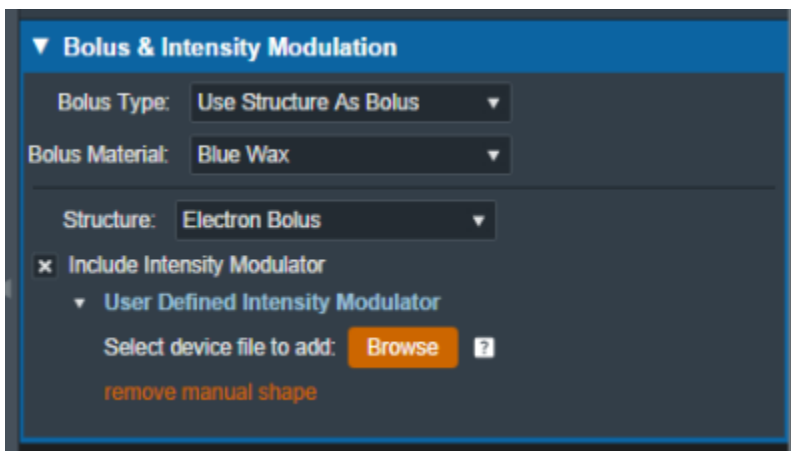 Bolus & Intensity Modulation
Bolus Type: Use Structure As Bolus
Bolus Material: Blue Wax
Structure: Electron Bolus
x Include Intensity Modulator
User Defined Intensity Modulator
Select device file to add: Browse ?
remove manual shape